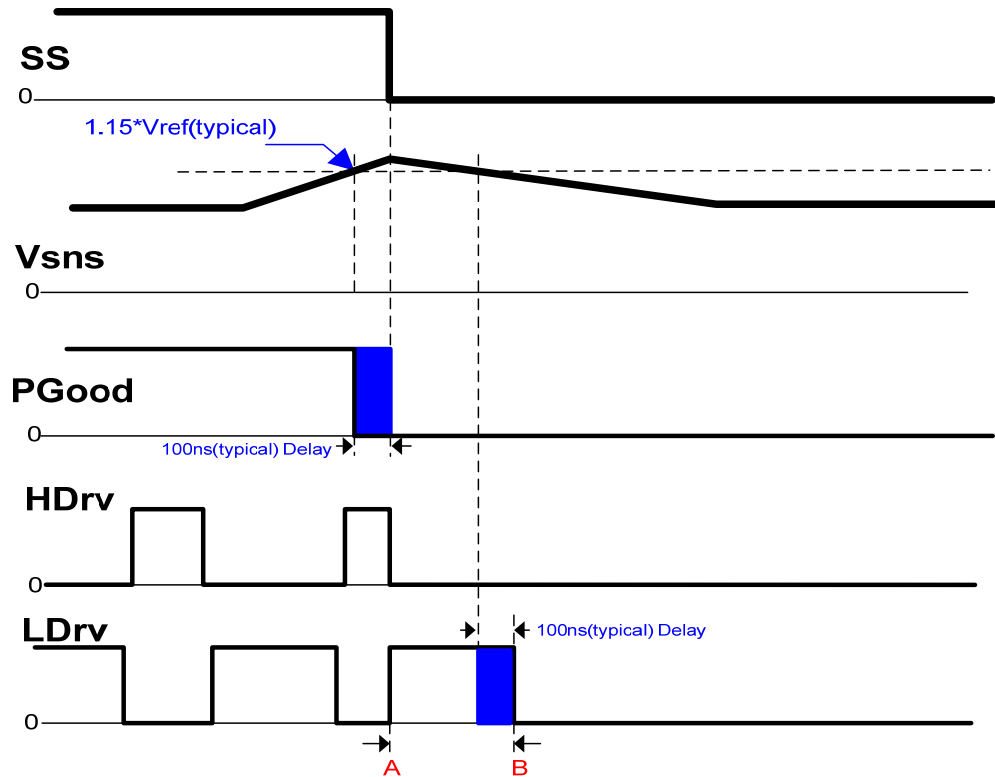 SS
0
1.15*Vref(typical)
Vsns
0
PGood
0
100ns(typical) Delay
HDrv
0
LDrv
100ns(typical) Delay
0
A B